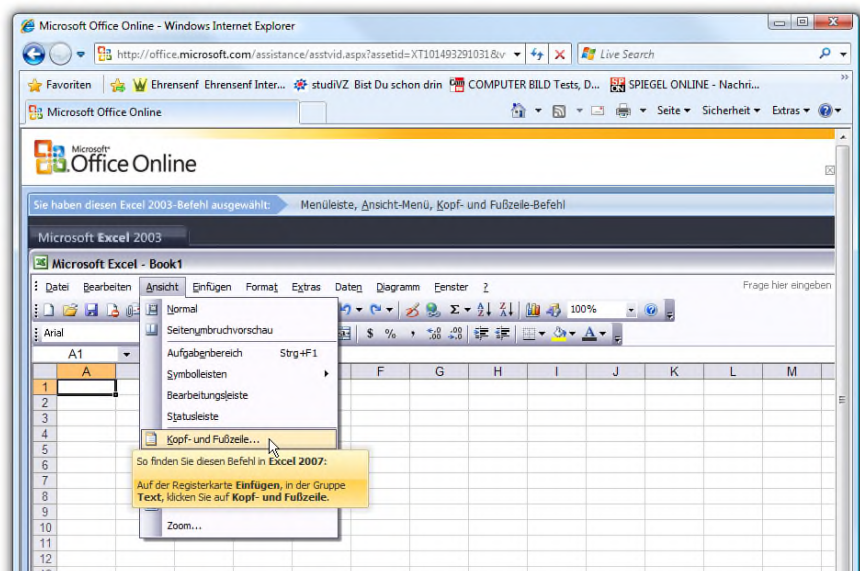 Microsoft Office Online - Windows Internet Explorer
http://office.microsoft.com/assistance/asstvid.aspx?assetid=XT101493291031&v
Live Search
Favoriten Ehrensenf Ehrensenf Inter... studiVZ Bist Du schon drin COMPUTER BILD Tests, D... SPIEGEL ONLINE - Nachri...
Microsoft Office Online
Seite Sicherheit Extras
Microsoft
Office Online
Sie haben diesen Excel 2003-Befehl ausgewählt: Menüleiste, Ansicht-Menü, Kopf- und Fußzeile-Befehl
Microsoft Excel 2003
Microsoft Excel - Book1
Datei Bearbeiten Ansicht Einfügen Format Extras Daten Diagramm Fenster ? Frage hier eingeben
Normal
100%
Seitenumbruchvorschau
Arial
$ %
A1
Aufgabenbereich Strg+F1
A F G H I J K L M
Symbolleisten
Bearbeitungsleiste
Statusleiste
Kopf- und Fußzeile...
So finden Sie diesen Befehl in Excel 2007:
Auf der Registerkarte Einfügen, in der Gruppe
Text, klicken Sie auf Kopf- und Fußzeile.
Zoom...
1
2
3
4
5
6
7
8
9
10
11
12